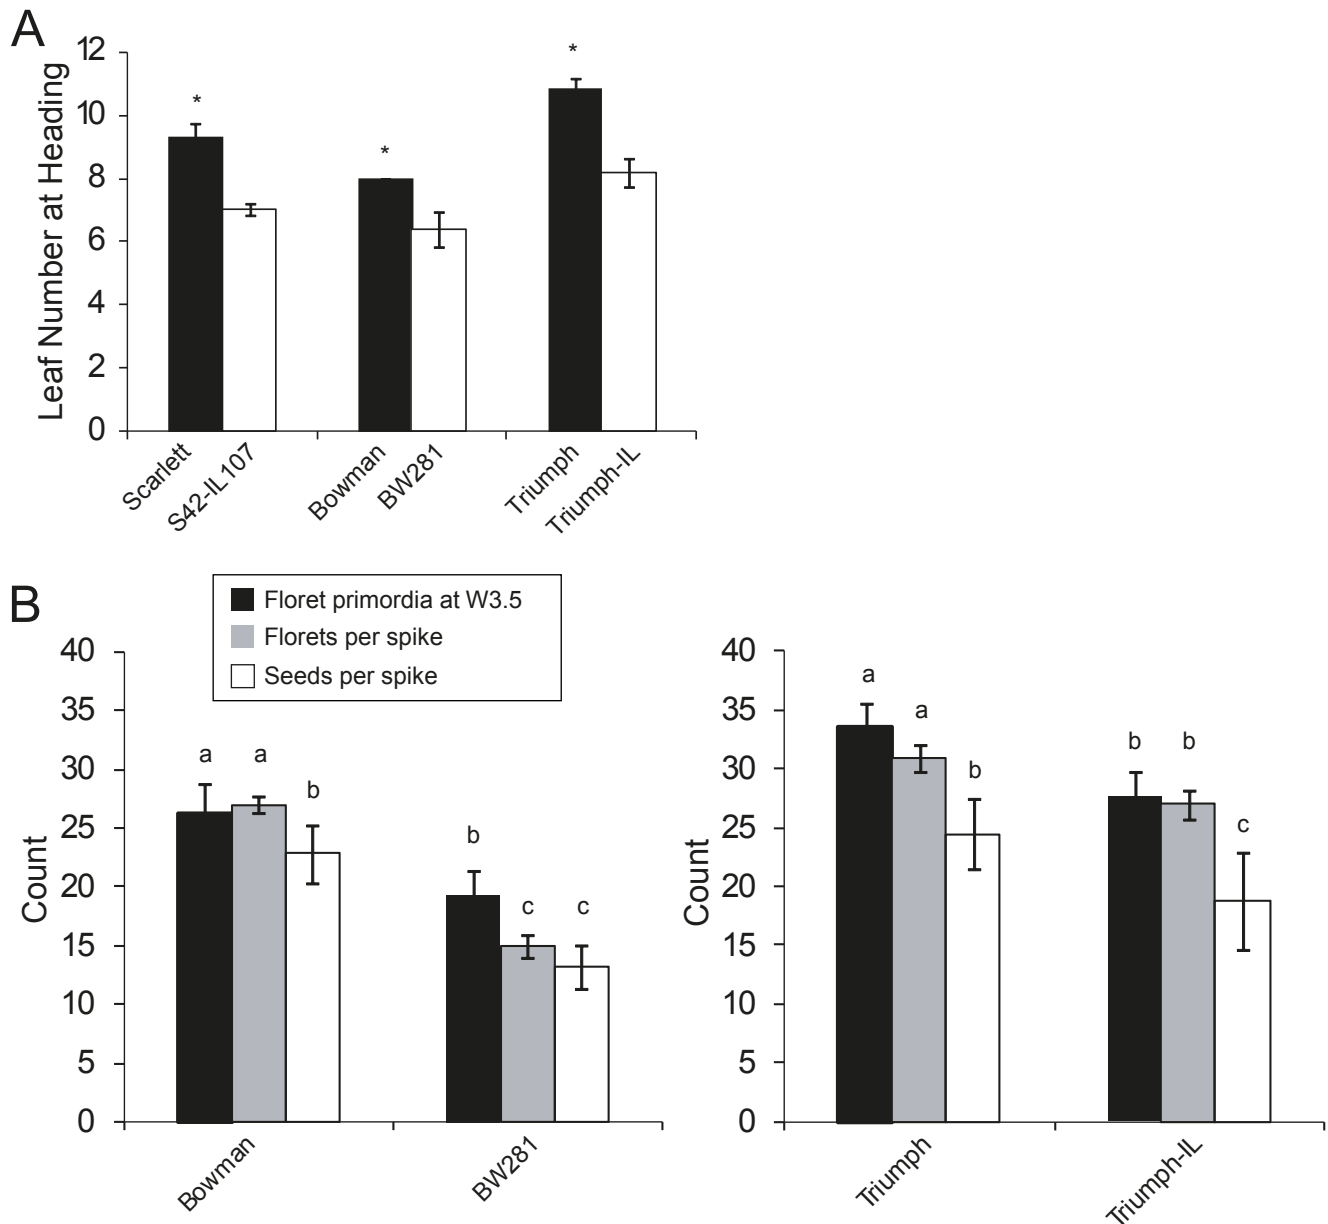 A
Leaf Number at Heading
12
10
8
6
4
2
0
*
*
*
Scarlett
S42-IL107
Bowman
BW281
Triumph
Triumph-IL
B
Floret primordia at W3.5
Florets per spike
Seeds per spike
Count
40
35
30
25
20
15
10
5
0
a
a
b
b
c
c
Bowman
BW281
Count
40
35
30
25
20
15
10
5
0
a
a
b
b
b
c
Triumph
Triumph-IL